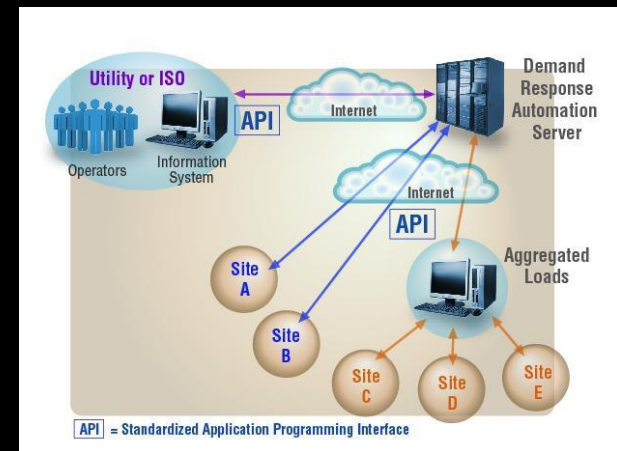 Utility or ISO
Operators
Information
System
API
Internet
Demand
Response
Automation
Server
Internet
API
Site
A
Site
B
Aggregated
Loads
Site
C
Site
D
Site
E
API = Standardized Application Programming Interface